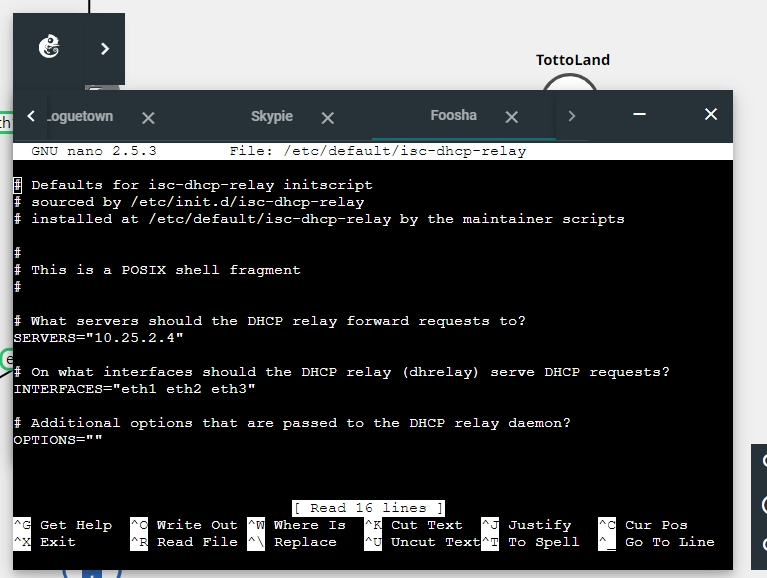 TottoLand
th
Loguetown
Skypie
Foosha
GNU nano 2.5.3 File: /etc/default/isc-dhcp-relay
# Defaults for isc-dhcp-relay initscript
# sourced by /etc/init.d/isc-dhcp-relay
# installed at /etc/default/isc-dhcp-relay by the maintainer scripts
#
# This is a POSIX shell fragment
#
# What servers should the DHCP relay forward requests to?
SERVERS="10.25.2.4"
# On what interfaces should the DHCP relay (dhrelay) serve DHCP requests?
INTERFACES="eth1 eth2 eth3"
# Additional options that are passed to the DHCP relay daemon?
OPTIONS=""
[ Read 16 lines ]
^G Get Help ^O Write Out ^W Where Is ^K Cut Text ^J Justify ^C Cur Pos
^X Exit ^R Read File ^\ Replace ^U Uncut Text ^T To Spell ^_ Go To Line